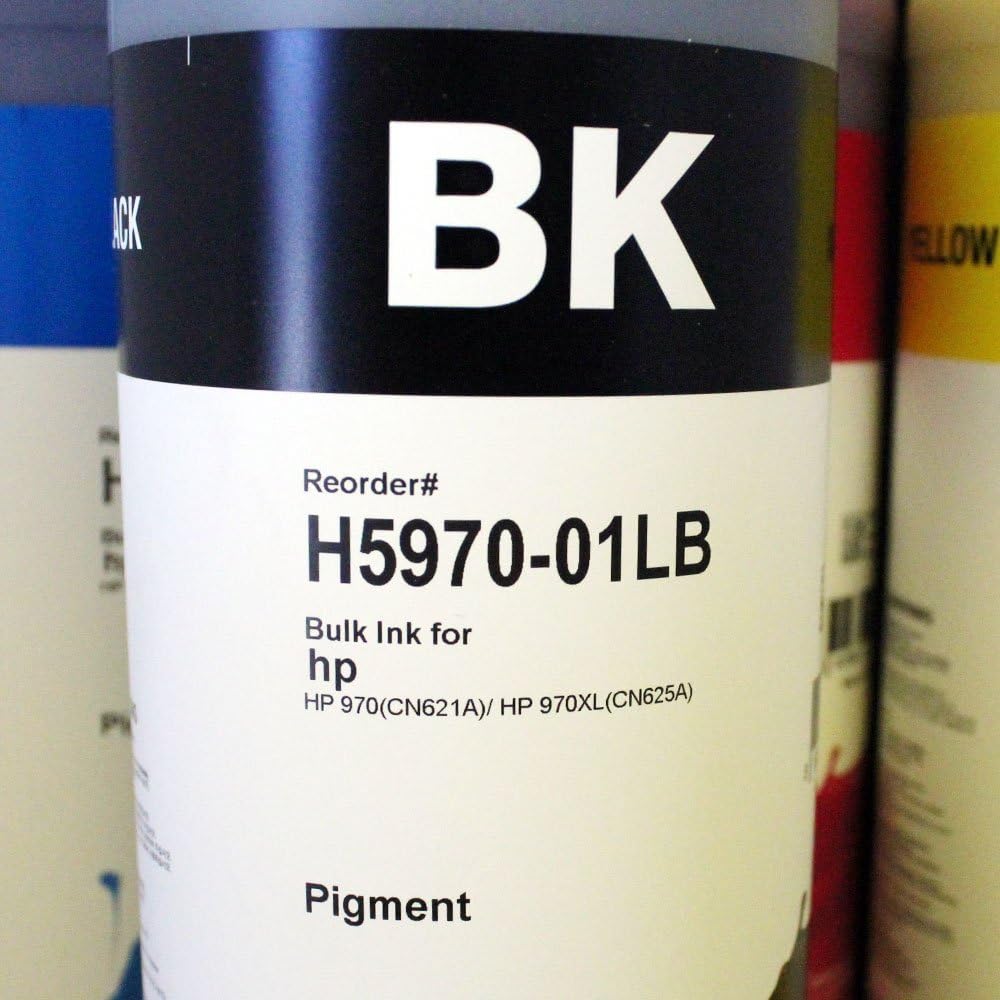 BK
ACK
YELLOW
Reorder#
H5970-01LB
Bulk Ink for
hp
HP 970(CN621A)/ HP 970XL(CN625A)
Pigment